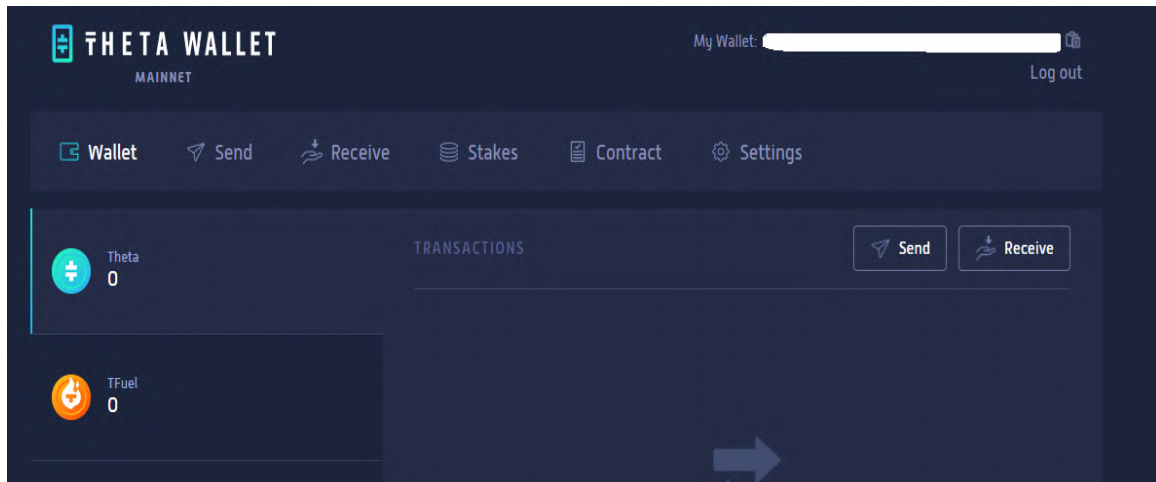 THETA WALLET
MAINNET
My Wallet:
Log out
Wallet Send Receive Stakes Contract Settings
Theta
0
TRANSACTIONS Send Receive
TFuel
0